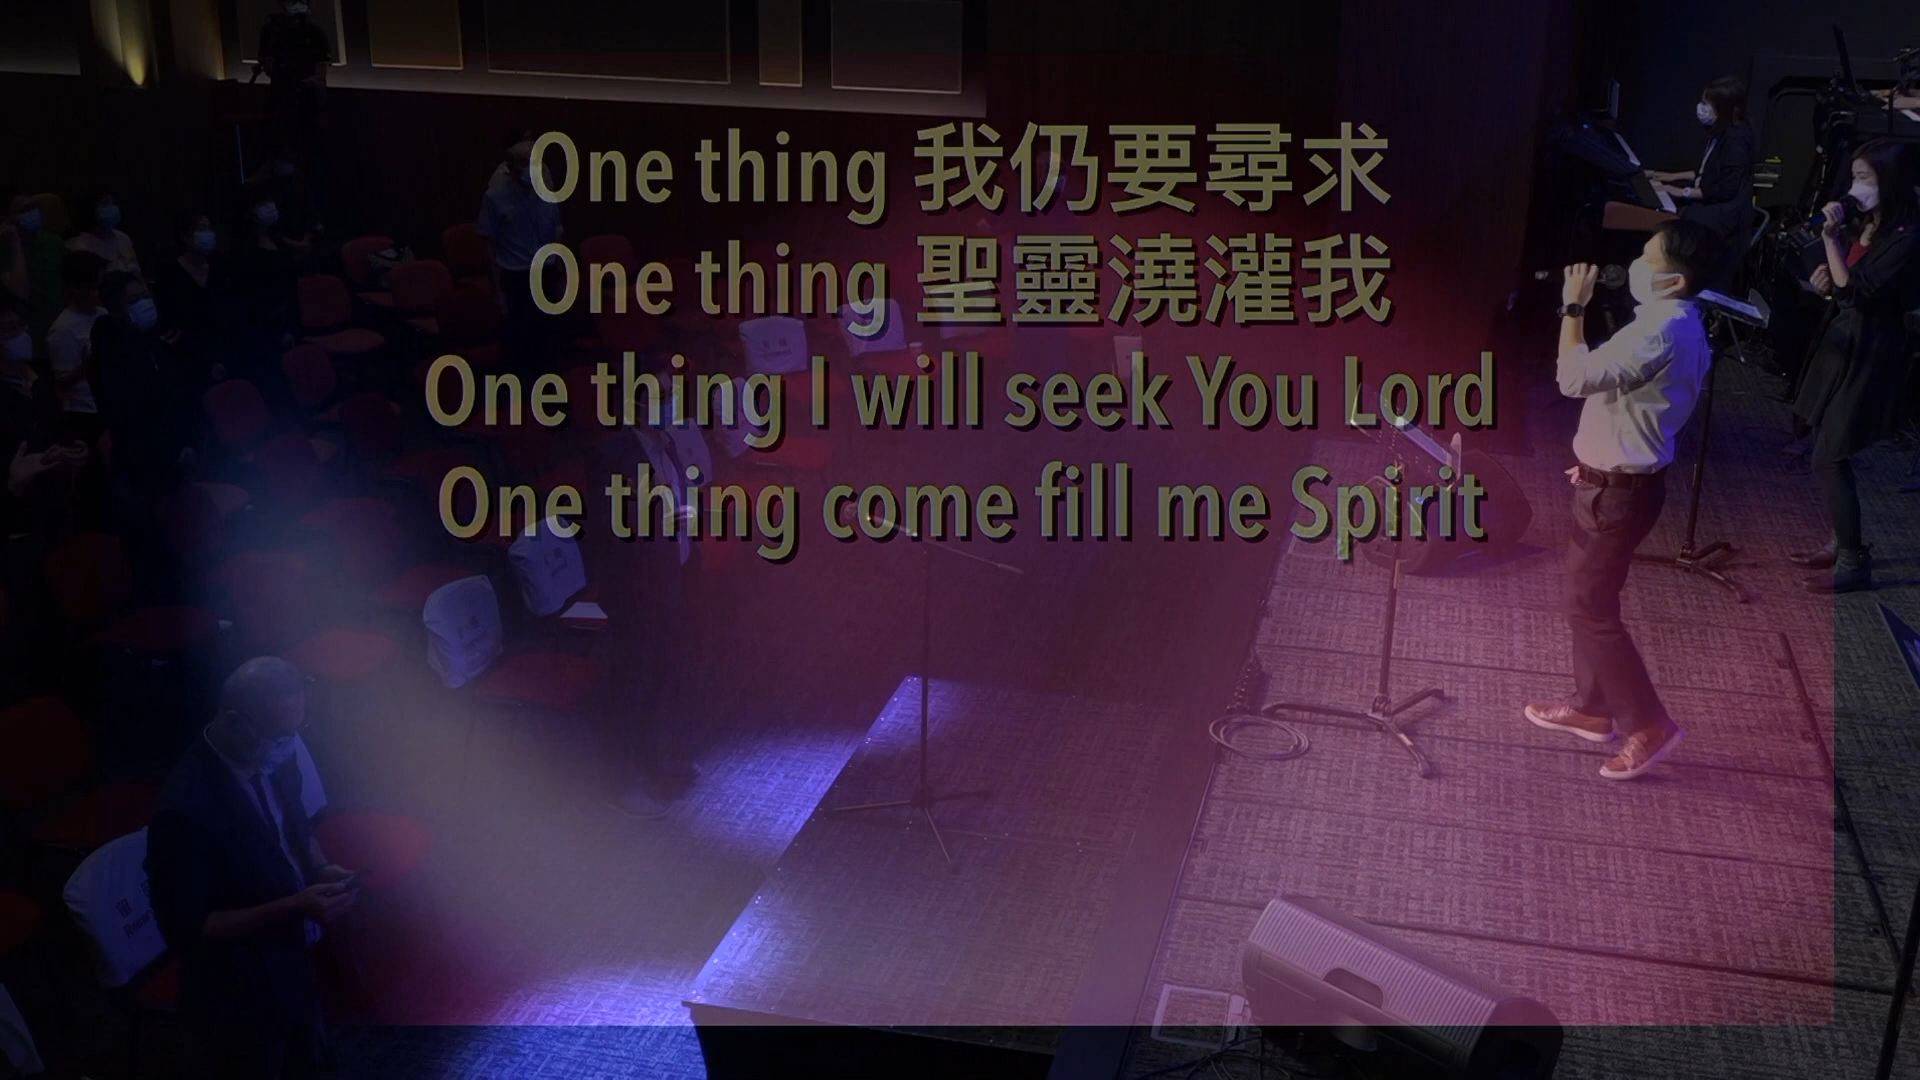 One thing 我仍要尋求
One thing 聖靈澆灌我
One thing I will seek You Lord
One thing come fill me Spirit